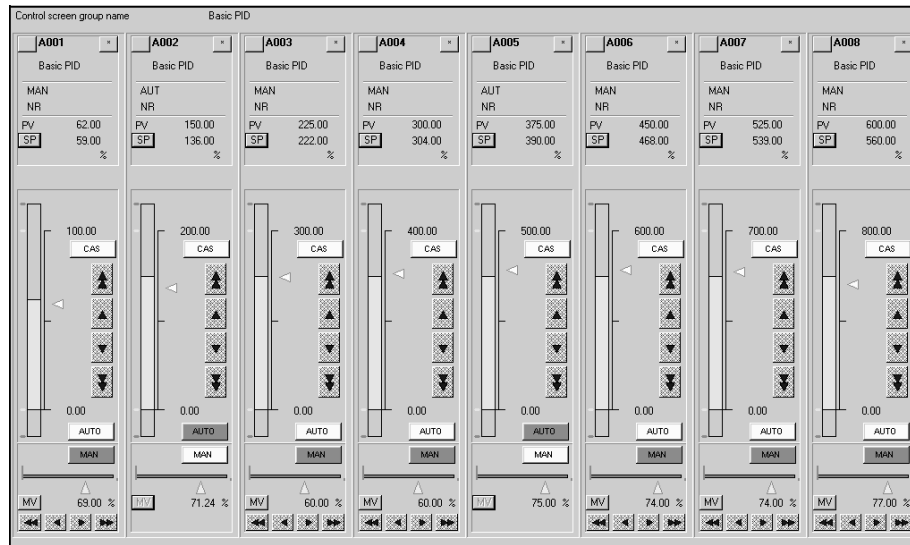 Control screen group name Basic PID
A001 * A002 * A003 * A004 * A005 * A006 * A007 * A008 *
Basic PID Basic PID Basic PID Basic PID Basic PID Basic PID Basic PID Basic PID
MAN AUT MAN MAN AUT MAN MAN MAN
NR NR NR NR NR NR NR NR
PV 62.00 PV 150.00 PV 225.00 PV 300.00 PV 375.00 PV 450.00 PV 525.00 PV 600.00
SP 59.00 SP 136.00 SP 222.00 SP 304.00 SP 390.00 SP 468.00 SP 539.00 SP 560.00
% % % % % % % %
100.00 200.00 300.00 400.00 500.00 600.00 700.00 800.00
CAS CAS CAS CAS CAS CAS CAS CAS
0.00 0.00 0.00 0.00 0.00 0.00 0.00 0.00
AUTO AUTO AUTO AUTO AUTO AUTO AUTO AUTO
MAN MAN MAN MAN MAN MAN MAN MAN
MV 69.00 % MV 71.24 % MV 60.00 % MV 60.00 % MV 75.00 % MV 74.00 % MV 74.00 % MV 77.00 %